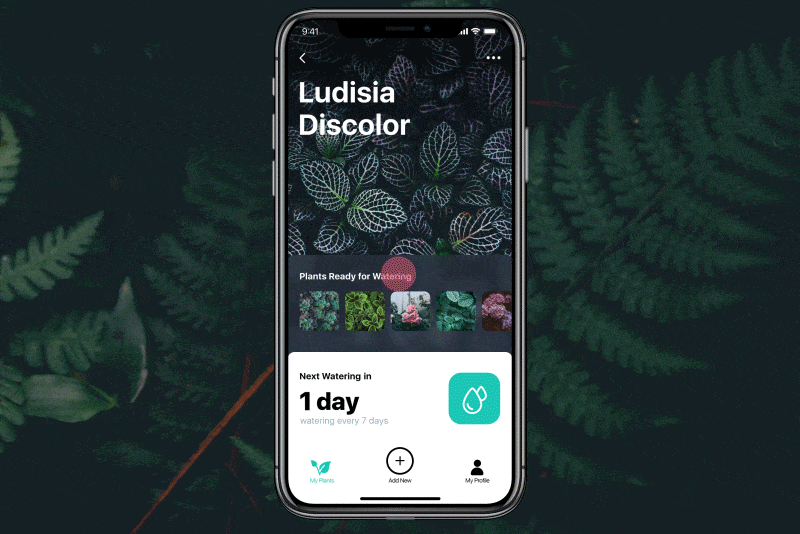 9:41
Ludisia
Discolor
Plants Ready for Watering
Next Watering in
1 day
watering every 7 days
My Plants
Add New
My Profile